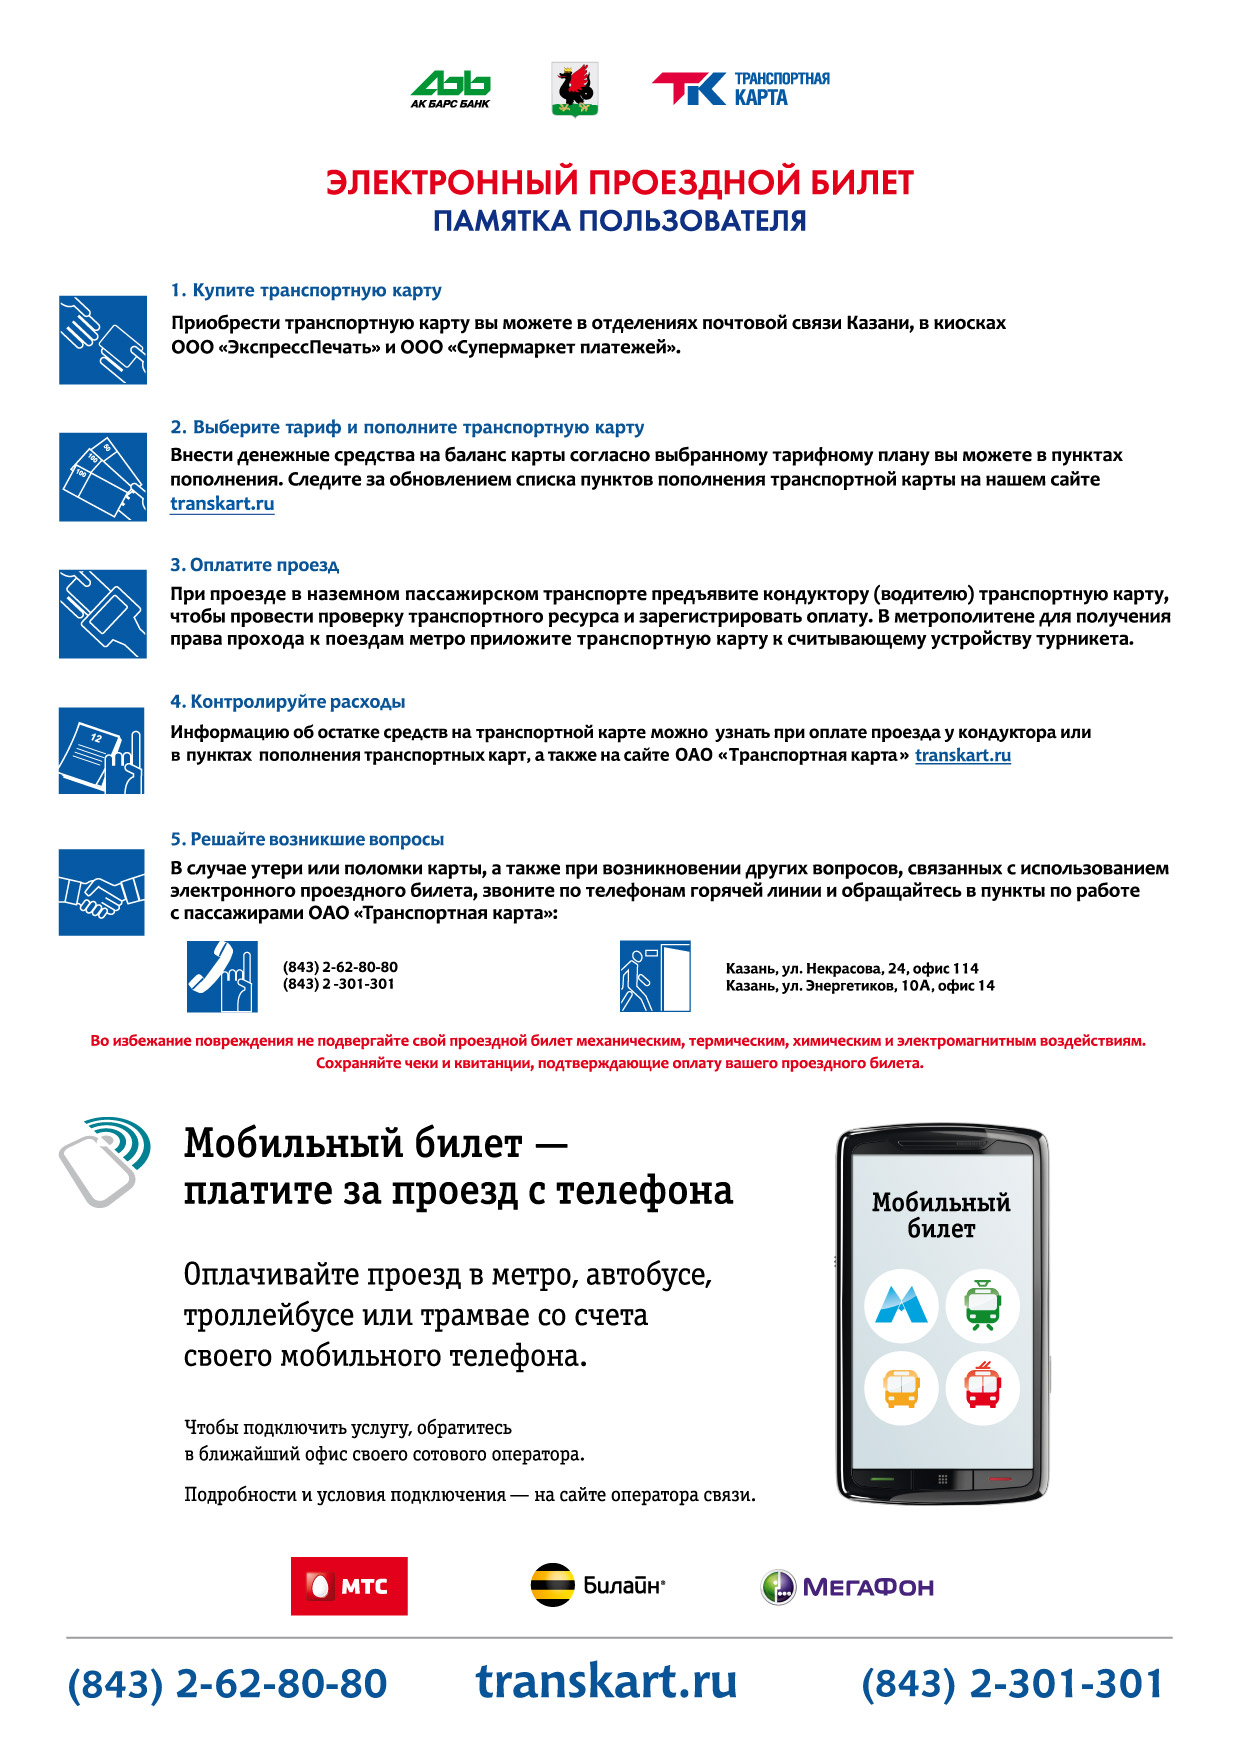 АК БАРС БАНК
ТРАНСПОРТНАЯ
КАРТА
ЭЛЕКТРОННЫЙ ПРОЕЗДНОЙ БИЛЕТ
ПАМЯТКА ПОЛЬЗОВАТЕЛЯ
1. Купите транспортную карту
Приобрести транспортную карту вы можете в отделениях почтовой связи Казани, в киосках
ООО «ЭкспрессПечать» и ООО «Супермаркет платежей».
50
100
100
2. Выберите тариф и пополните транспортную карту
Внести денежные средства на баланс карты согласно выбранному тарифному плану вы можете в пунктах
пополнения. Следите за обновлением списка пунктов пополнения транспортной карты на нашем сайте
transkart.ru
3. Оплатите проезд
При проезде в наземном пассажирском транспорте предъявите кондуктору (водителю) транспортную карту,
чтобы провести проверку транспортного ресурса и зарегистрировать оплату. В метрополитене для получения
права прохода к поездам метро приложите транспортную карту к считывающему устройству турникета.
12
4. Контролируйте расходы
Информацию об остатке средств на транспортной карте можно узнать при оплате проезда у кондуктора или
в пунктах пополнения транспортных карт, а также на сайте ОАО «Транспортная карта» transkart.ru
5. Решайте возникшие вопросы
В случае утери или поломки карты, а также при возникновении других вопросов, связанных с использованием
электронного проездного билета, звоните по телефонам горячей линии и обращайтесь в пункты по работе
с пассажирами ОАО «Транспортная карта»:
(843) 2-62-80-80
(843) 2 -301-301
Казань, ул. Некрасова, 24, офис 114
Казань, ул. Энергетиков, 10А, офис 14
Во избежание повреждения не подвергайте свой проездной билет механическим, термическим, химическим и электромагнитным воздействиям.
Сохраняйте чеки и квитанции, подтверждающие оплату вашего проездного билета.
Мобильный билет —
платите за проезд с телефона
Оплачивайте проезд в метро, автобусе,
троллейбусе или трамвае со счета
своего мобильного телефона.
Чтобы подключить услугу, обратитесь
в ближайший офис своего сотового оператора.
Подробности и условия подключения — на сайте оператора связи.
Мобильный
билет
МТС
Билайн®
МЕГАФОН
(843) 2-62-80-80
transkart.ru
(843) 2-301-301